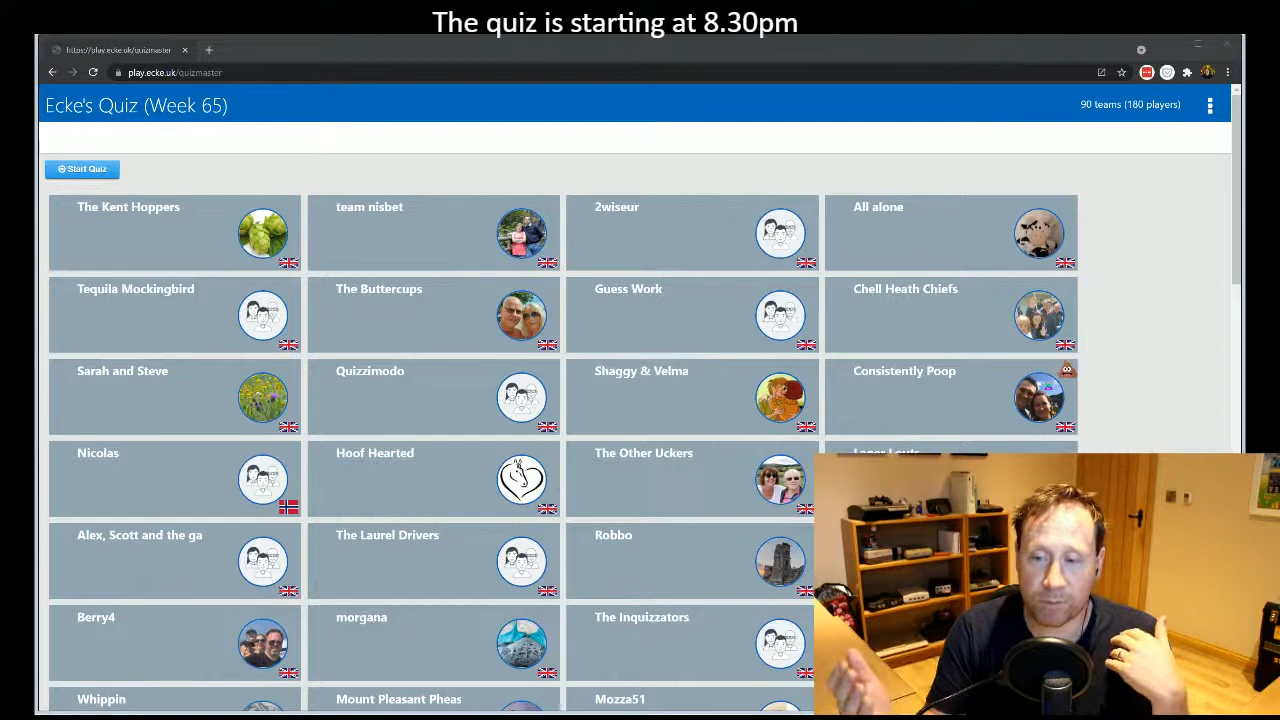 The quiz is starting at 8.30pm
https://play.ecke.uk/quizmaster
play.ecke.uk/quizmaster
Ecke's Quiz (Week 65)
90 teams (180 players)
Start Quiz
The Kent Hoppers
team nisbet
2wiseur
All alone
Tequila Mockingbird
The Buttercups
Guess Work
Chell Heath Chiefs
Sarah and Steve
Quizzimodo
Shaggy & Velma
Consistently Poop
Nicolas
Hoof Hearted
The Other Uckers
Lager Louts
Alex, Scott and the ga
The Laurel Drivers
Robbo
Berry4
morgana
The Inquizzators
Whippin
Mount Pleasant Pheas
Mozza51